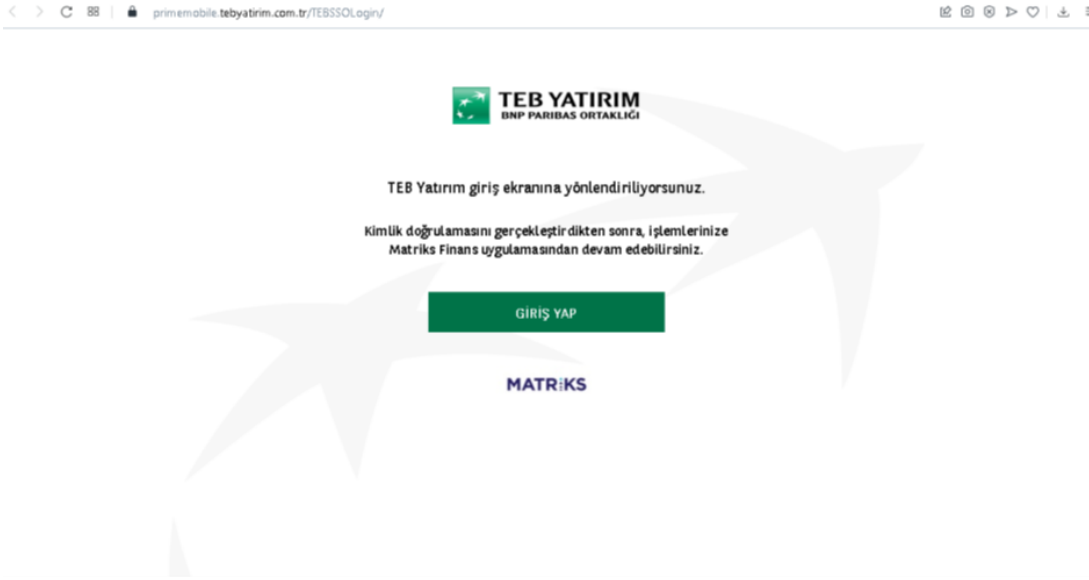 primemobile.tebyatirim.com.tr/TEBSSOLogin/
TEB YATIRIM
BNP PARIBAS ORTAKLIĞI
TEB Yatırım giriş ekranına yönlendiriliyorsunuz.
Kimlik doğrulamasını gerçekleştirdikten sonra, işlemlerinize
Matriks Finans uygulamasından devam edebilirsiniz.
GİRİŞ YAP
MATRiKS